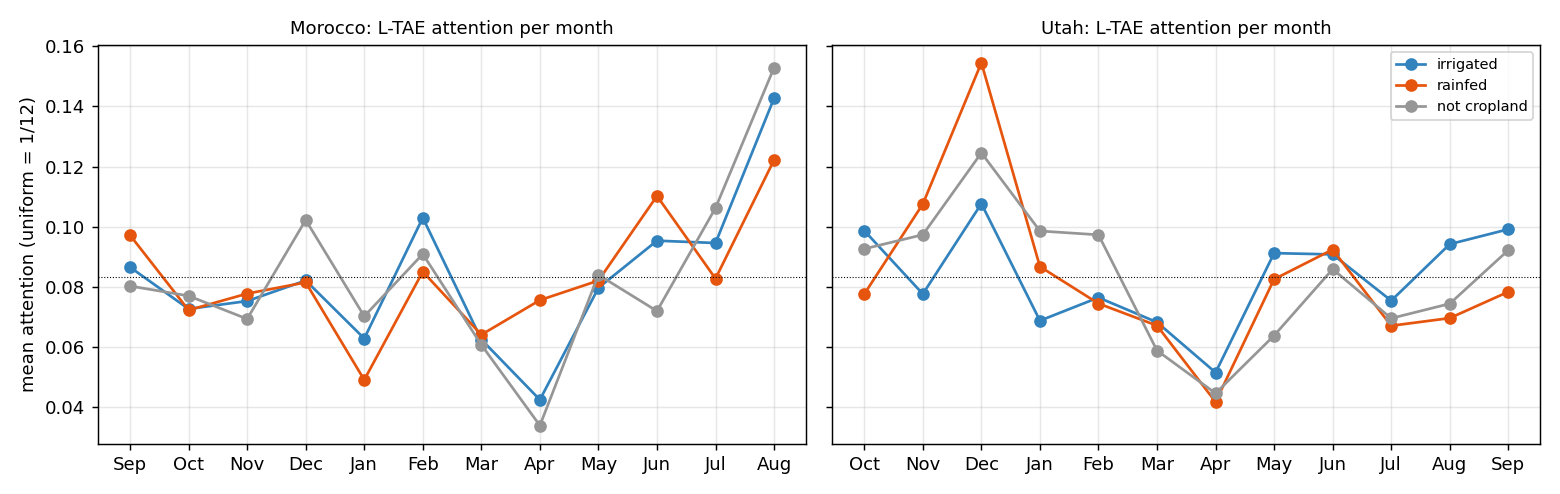 Morocco: L-TAE attention per month
Utah: L-TAE attention per month
mean attention (uniform = 1/12)
0.16
0.14
0.12
0.10
0.08
0.06
0.04
irrigated
rainfed
not cropland
Sep Oct Nov Dec Jan Feb Mar Apr May Jun Jul Aug
Oct Nov Dec Jan Feb Mar Apr May Jun Jul Aug Sep